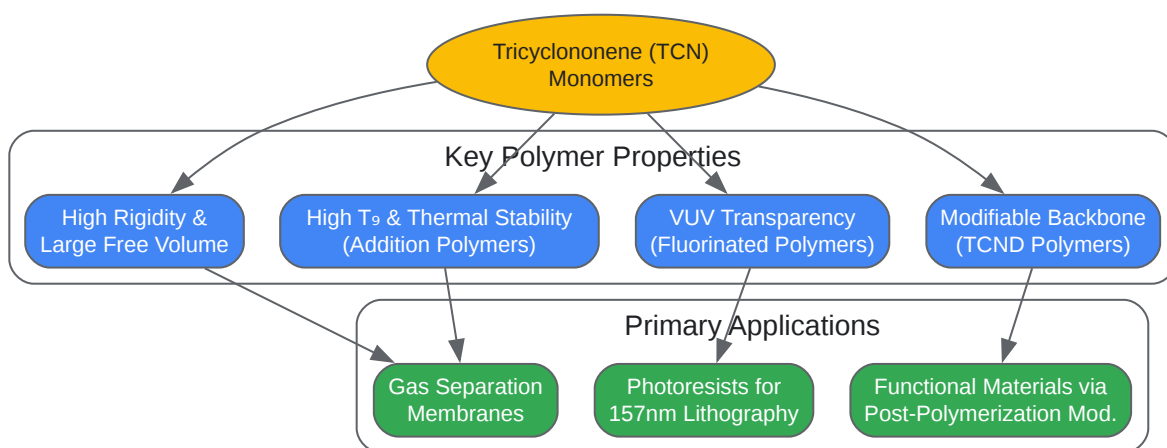 Tricyclononene (TCN)
Monomers
Key Polymer Properties
High Rigidity &
Large Free Volume
High T₉ & Thermal Stability
(Addition Polymers)
VUV Transparency
(Fluorinated Polymers)
Modifiable Backbone
(TCND Polymers)
Primary Applications
Gas Separation
Membranes
Photoresists for
157nm Lithography
Functional Materials via
Post-Polymerization Mod.